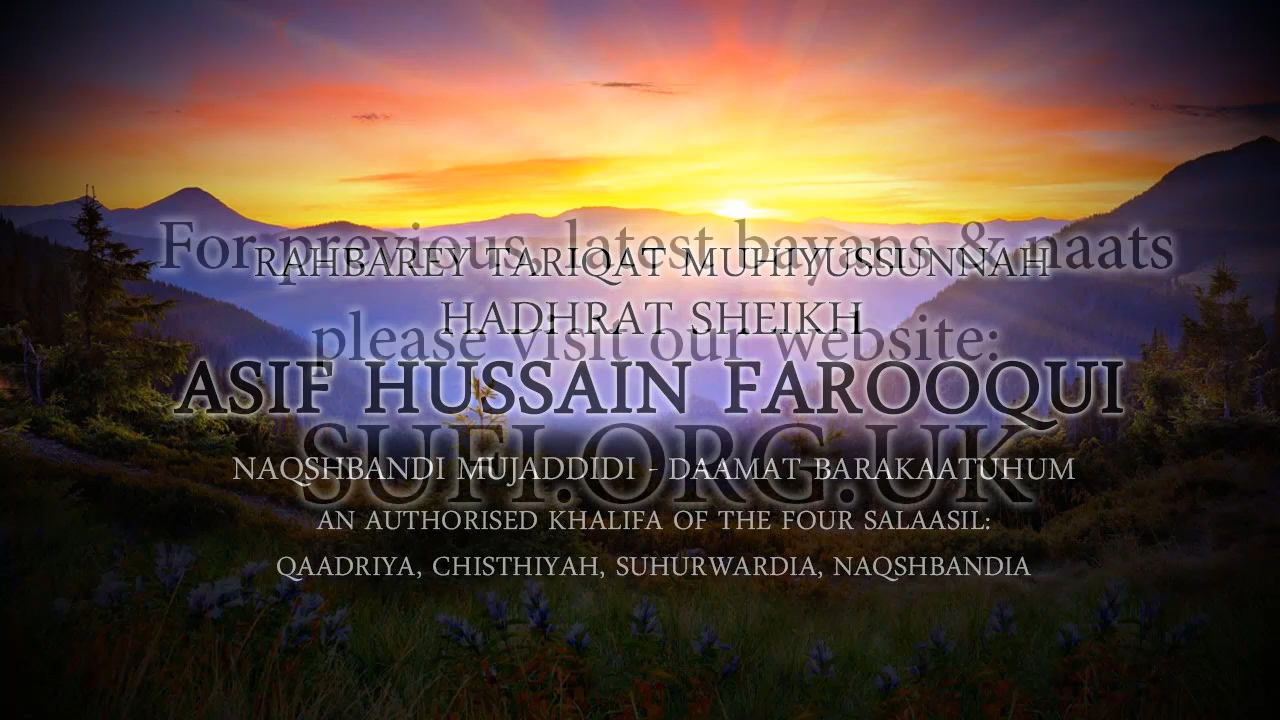 For previous, latest bayans & naats
RAHBAREY TARIQAT MUHIYUSSUNNAH
HADHRAT SHEIKH
please visit our website:
ASIF HUSSAIN FAROOQUI
SUFI.ORG.UK
NAQSHBANDI MUJADDIDI - DAAMAT BARAKAATUHUM
AN AUTHORISED KHALIFA OF THE FOUR SALAASIL:
QAADRIYA, CHISTHIYAH, SUHURWARDIA, NAQSHBANDIA